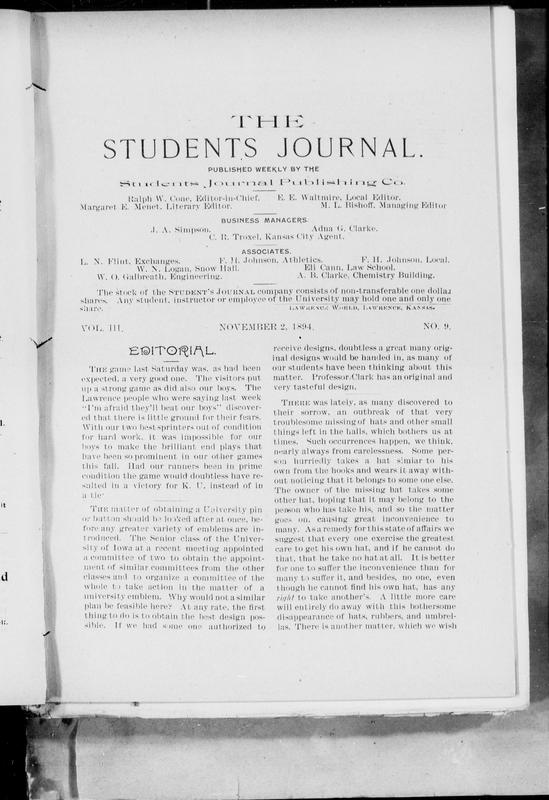 THE
STUDENTS JOURNAL.
PUBLISHED WEEKLY BY THE
Students Journal Publishing Co.
Ralph W. Cone, Editor-in-Chief. E. E. Waltmire, Local Editor.
Margaret E. Menet, Literary Editor. M. L. Bishoff, Managing Editor
BUSINESS MANAGERS.
J. A. Simpson, Adna G. Clarke.
C. R. Troxel, Kansas City Agent.
ASSOCIATES.
L. N. Flint, Exchanges. F. H. Johnson, Athletics. F. H. Johnson, Local.
W. N. Logan, Snow Hall. Eli Cann, Law School.
W. O. Galbreath, Engineering. A. B. Clarke, Chemistry Building.
The stock of the STUDENT'S JOURNAL company consists of non-transferable one dollar
shares. Any student, instructor or employee of the University may hold one and only one
share. LAWRENCE WORLD, LAWRENCE, KANSAS.
VOL. III. NOVEMBER 2, 1894. NO. 9.
EDITORIAL.
THE game last Saturday was, as had been
expected, a very good one. The visitors put
up a strong game as did also our boys. The
Lawrence people who were saying last week
"I'm afraid they'll beat our boys" discover-
ed that there is little ground for their fears.
With our two best sprinters out of condition
for hard work, it was impossible for our
boys to make the brilliant end plays that
have been so prominent in our other games
this fall. Had our runners been in prime
condition the game would doubtless have re-
sulted in a victory for K. U. instead of in
a tie
THE matter of obtaining a University pin
or button should be looked after at once, be-
fore any greater variety of emblems are in-
troduced. The Senior class of the Univer-
sity of Iowa at a recent meeting appointed
a committee of two to obtain the appoint-
ment of similar committees from the other
classes and to organize a committee of the
whole to take action in the matter of a
university emblem. Why would not a similar
plan be feasible here? At any rate, the first
thing to do is to obtain the best design pos-
sible. If we had some one authorized to
receive designs, doubtless a great many orig-
inal designs would be handed in, as many of
our students have been thinking about this
matter. Professor Clark has an original and
very tasteful design.
THERE was lately, as many discovered to
their sorrow, an outbreak of that very
troublesome missing of hats and other small
things left in the halls, which bothers us at
times. Such occurrences happen, we think,
nearly always from carelessness. Some per-
son hurriedly takes a hat simiar to his
own from the hooks and wears it away with-
out noticing that it belongs to some one else.
The owner of the missing hat takes some
other hat, hoping that it may belong to the
person who has take his, and so the matter
goes on, causing great inconvenience to
many. As a remedy for this state of affairs we
suggest that every one exercise the greatest
care to get his own hat, and if he cannot do
that, that he take no hat at all. It is better
for one to suffer the inconvenience than for
many to suffer it, and besides, no one, even
though he cannot find his own hat, has any
right to take another's. A little more care
will entirely do away with this bothersome
disappearance of hats, rubbers, and umbrel-
las. There is another matter, which we wish